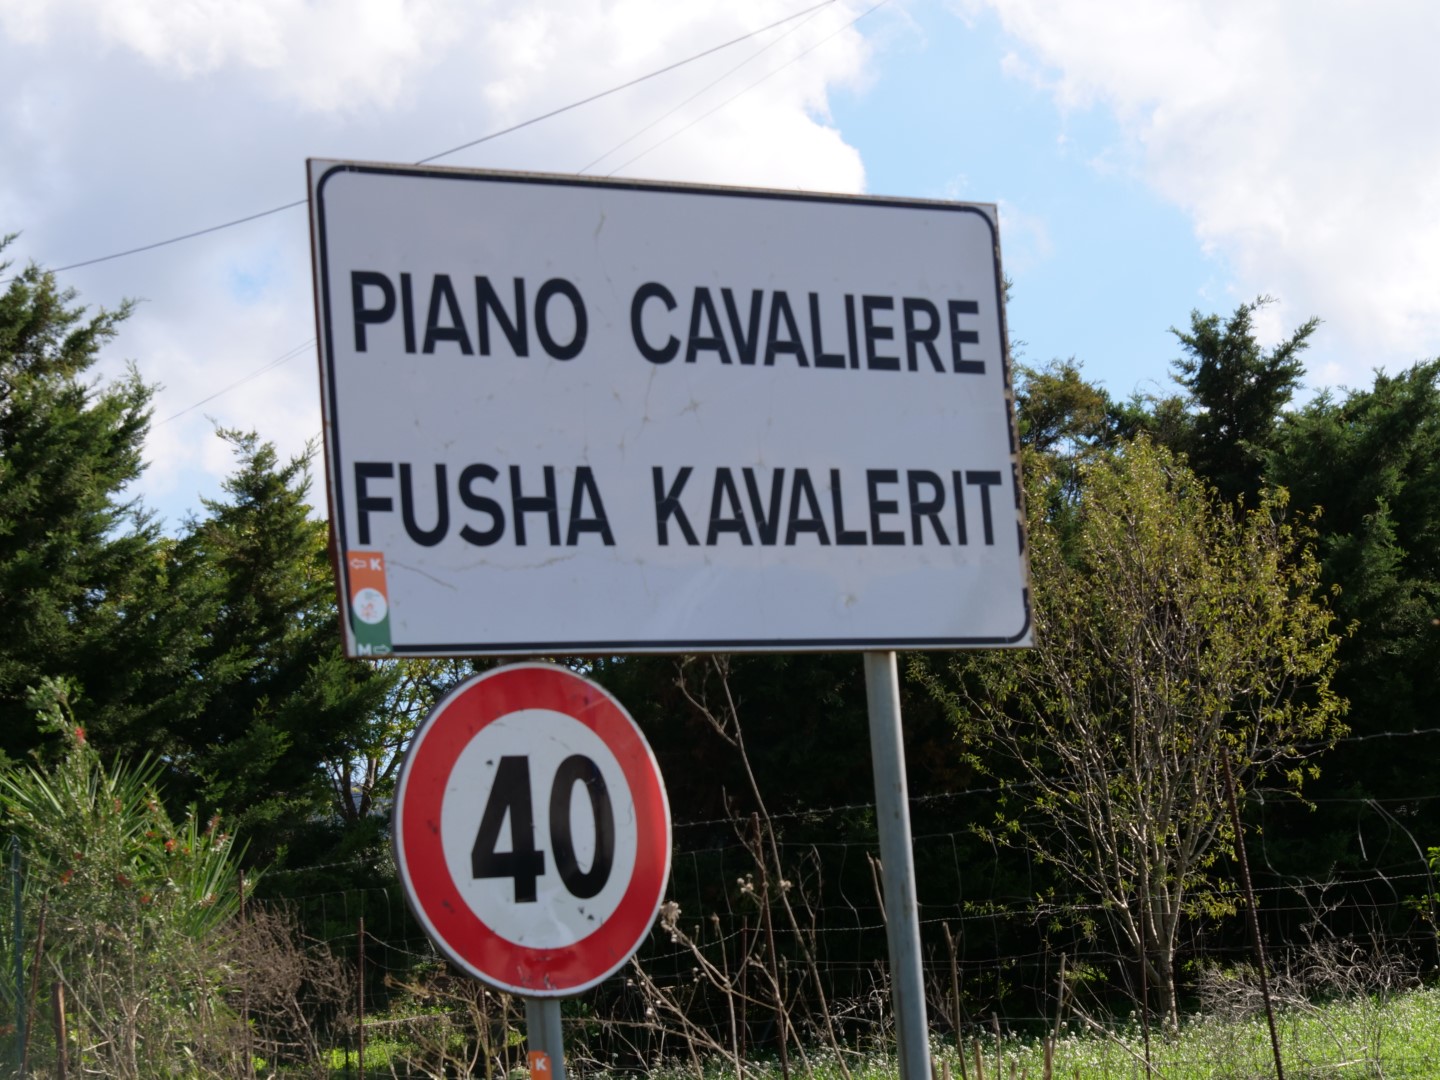 PIANO CAVALIERE
FUSHA KAVALERIT
⇦ K
M ⇨
40
K